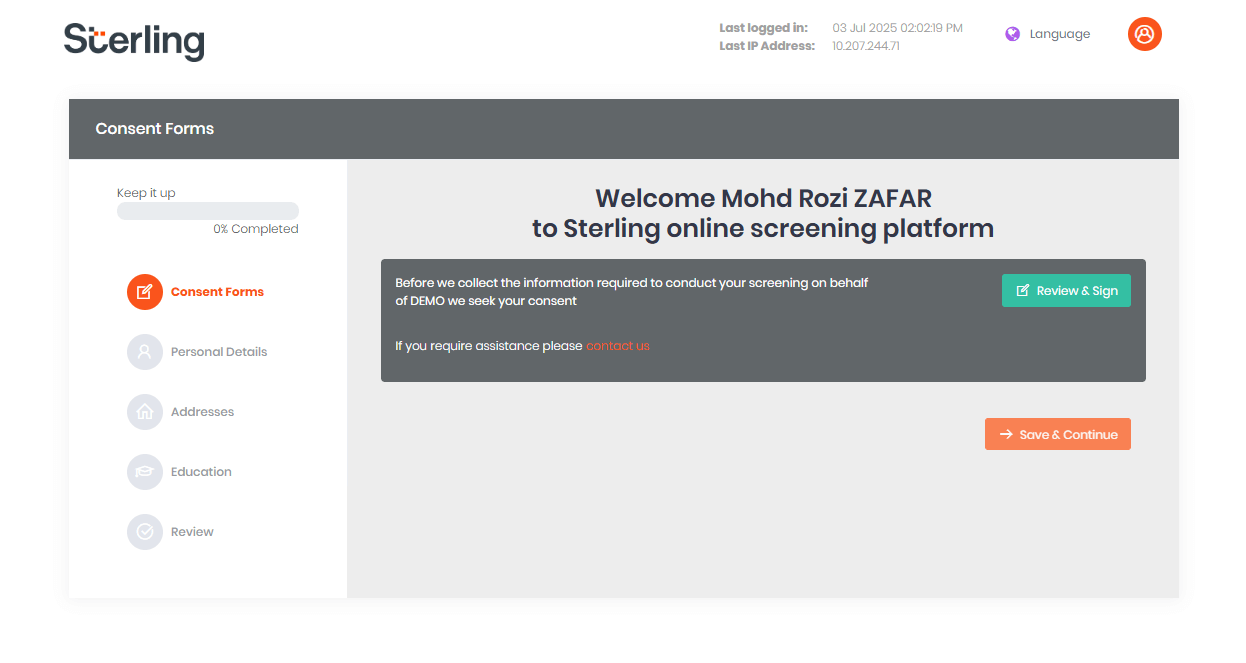 Sterling
Last logged in: 03 Jul 2025 02:02:19 PM
Last IP Address: 10.207.244.71
Language
Consent Forms
Keep it up
0% Completed
Consent Forms
Personal Details
Addresses
Education
Review
Welcome Mohd Rozi ZAFAR
to Sterling online screening platform
Before we collect the information required to conduct your screening on behalf
of DEMO we seek your consent
Review & Sign
If you require assistance please contact us
Save & Continue